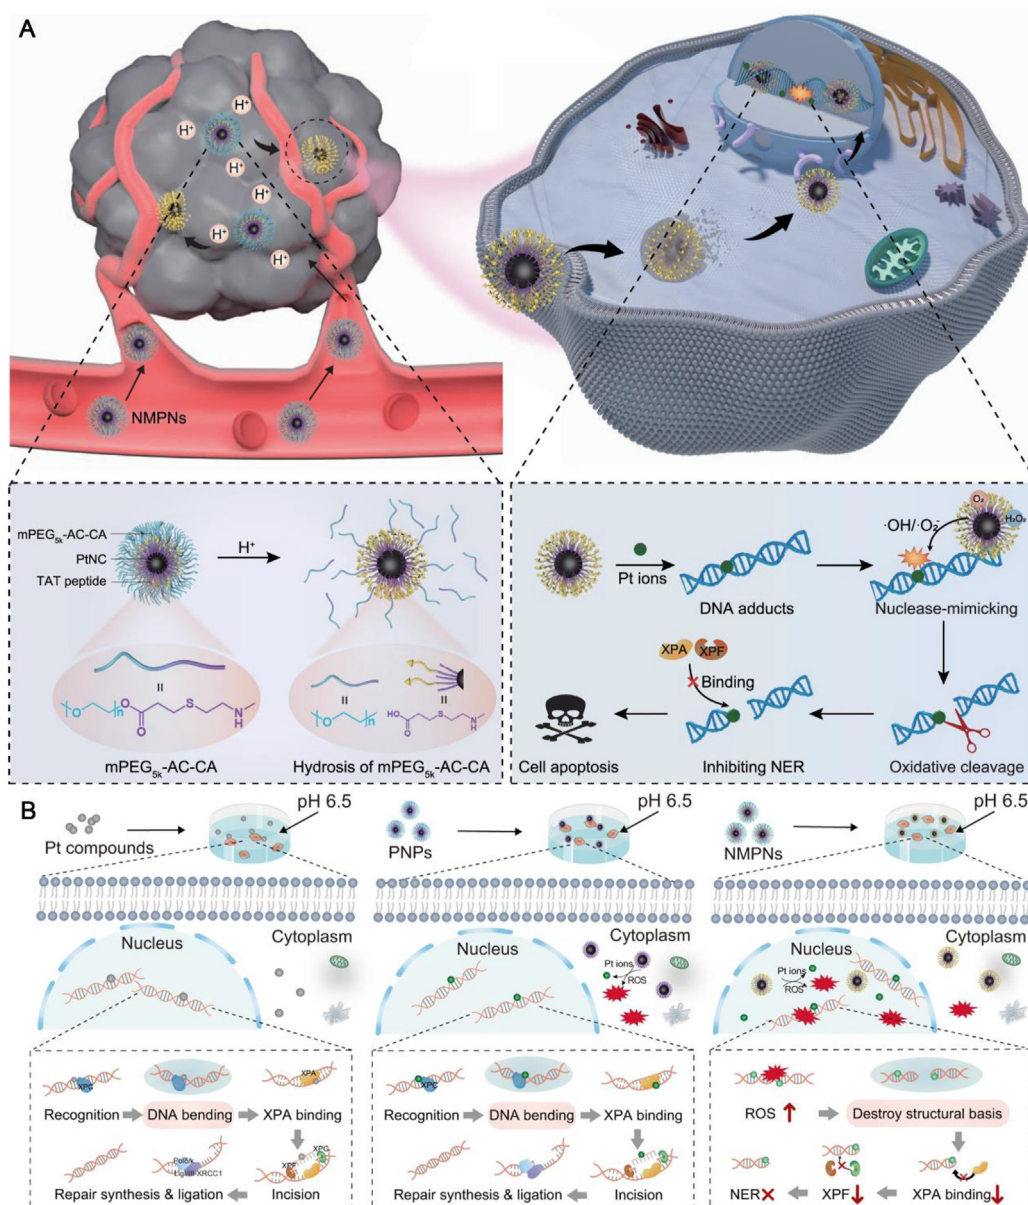 A
H+
H+
H+
H+
H+
H+
H+
NMPNs
mPEG5k-AC-CA
PtNC
TAT peptide
H+
=
=
=
O
n
O
O
S
N
H
O
n
HO
O
S
N
H
mPEG5k-AC-CA
Hydrosis of mPEG5k-AC-CA
Pt ions
DNA adducts
·OH/·O2-
O2
H2O2
Nuclease-mimicking
XPA
XPF
Binding
Cell apoptosis
Inhibiting NER
Oxidative cleavage
B
Pt compounds
pH 6.5
PNPs
pH 6.5
NMPNs
pH 6.5
Nucleus
Cytoplasm
Nucleus
Cytoplasm
Pt ions
ROS
Nucleus
Cytoplasm
Pt ions
ROS
XPC
XPA
Recognition
DNA bending
XPA binding
XPF
XPG
Repair synthesis & ligation
Incision
XPC
Recognition
DNA bending
XPA binding
Repair synthesis & ligation
Incision
ROS
Destroy structural basis
NER
XPF
XPA binding